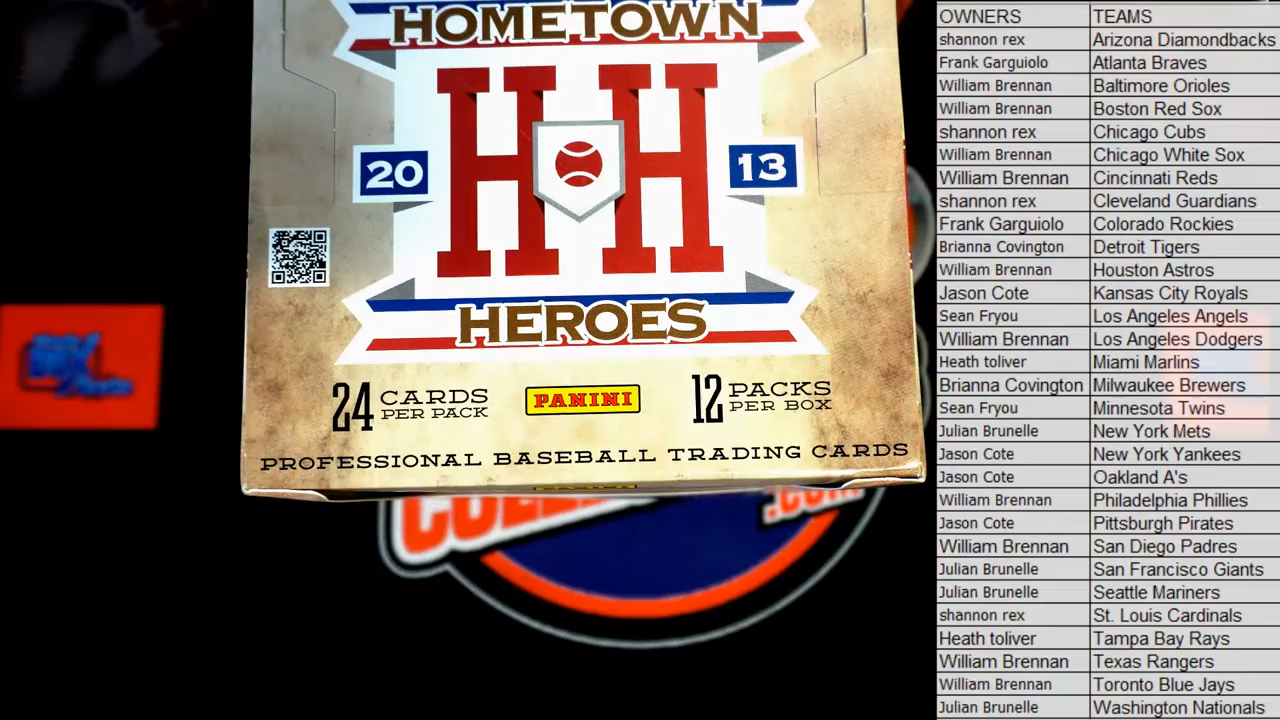 HOMETOWN
20 HH 13
HEROES
24 CARDS PER PACK
PANINI
12 PACKS PER BOX
PROFESSIONAL BASEBALL TRADING CARDS
.COM
OWNERS TEAMS
shannon rex Arizona Diamondbacks
Frank Garguiolo Atlanta Braves
William Brennan Baltimore Orioles
William Brennan Boston Red Sox
shannon rex Chicago Cubs
William Brennan Chicago White Sox
William Brennan Cincinnati Reds
shannon rex Cleveland Guardians
Frank Garguiolo Colorado Rockies
Brianna Covington Detroit Tigers
William Brennan Houston Astros
Jason Cote Kansas City Royals
Sean Fryou Los Angeles Angels
William Brennan Los Angeles Dodgers
Heath toliver Miami Marlins
Brianna Covington Milwaukee Brewers
Sean Fryou Minnesota Twins
Julian Brunelle New York Mets
Jason Cote New York Yankees
Jason Cote Oakland A's
William Brennan Philadelphia Phillies
Jason Cote Pittsburgh Pirates
William Brennan San Diego Padres
Julian Brunelle San Francisco Giants
Julian Brunelle Seattle Mariners
shannon rex St. Louis Cardinals
Heath toliver Tampa Bay Rays
William Brennan Texas Rangers
William Brennan Toronto Blue Jays
Julian Brunelle Washington Nationals